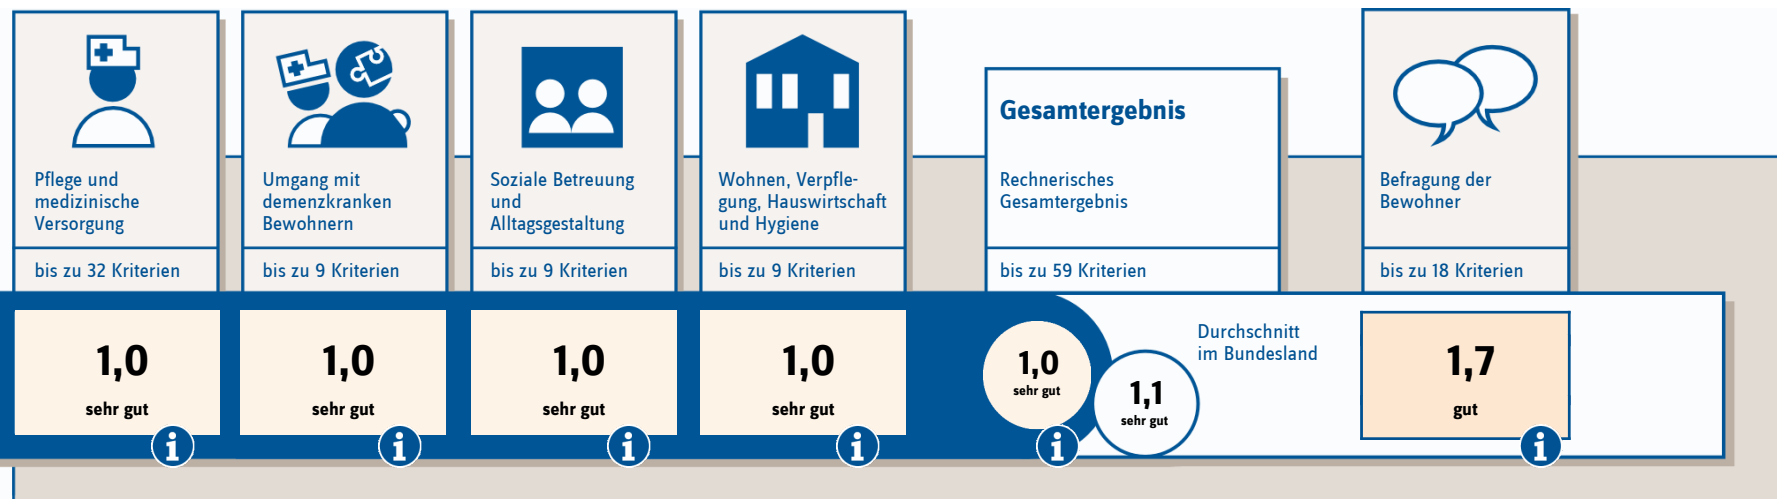 Pflege und
medizinische
Versorgung
bis zu 32 Kriterien
1,0
sehr gut
i
Umgang mit
demenzkranken
Bewohnern
bis zu 9 Kriterien
1,0
sehr gut
i
Soziale Betreuung
und
Alltagsgestaltung
bis zu 9 Kriterien
1,0
sehr gut
i
Wohnen, Verpfle-
gung, Hauswirtschaft
und Hygiene
bis zu 9 Kriterien
1,0
sehr gut
i
Gesamtergebnis
Rechnerisches
Gesamtergebnis
bis zu 59 Kriterien
1,0
sehr gut
i
1,1
sehr gut
Durchschnitt
im Bundesland
Befragung der
Bewohner
bis zu 18 Kriterien
1,7
gut
i